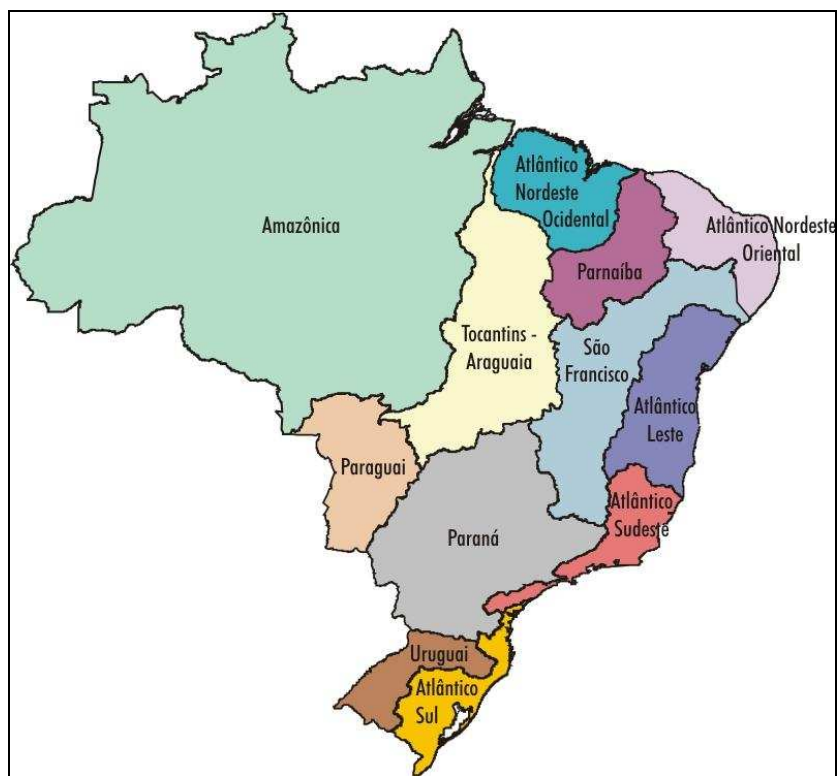 Atlântico
Nordeste
Ocidental
Amazônica
Atlântico Nordeste
Oriental
Parnaíba
Tocantins -
Araguaia
São
Francisco
Atlântico
Leste
Paraguai
Atlântico
Sudeste
Paraná
Uruguai
Atlântico
Sul